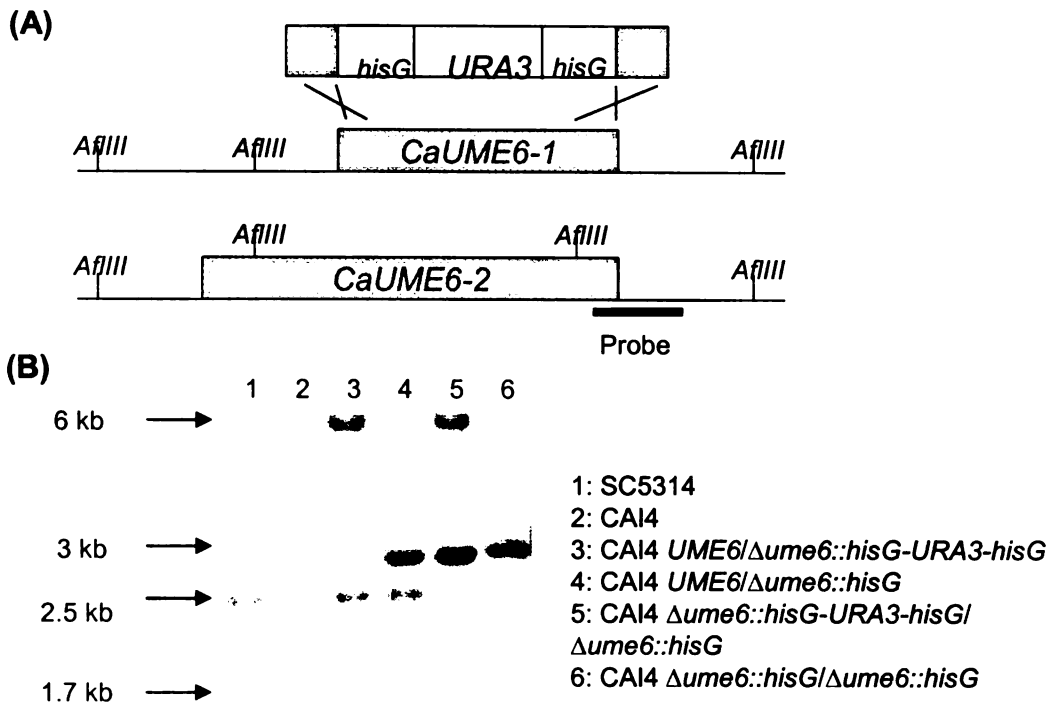 (A)
hisG URA3 hisG
AflIII AflIII CaUME6-1 AflIII
AflIII AflIII
AflIII CaUME6-2 AflIII
Probe
(B)
1 2 3 4 5 6
6 kb
3 kb
2.5 kb
1.7 kb
1: SC5314
2: CAI4
3: CAI4 UME6/Δume6::hisG-URA3-hisG
4: CAI4 UME6/Δume6::hisG
5: CAI4 Δume6::hisG-URA3-hisG/
Δume6::hisG
6: CAI4 Δume6::hisG/Δume6::hisG